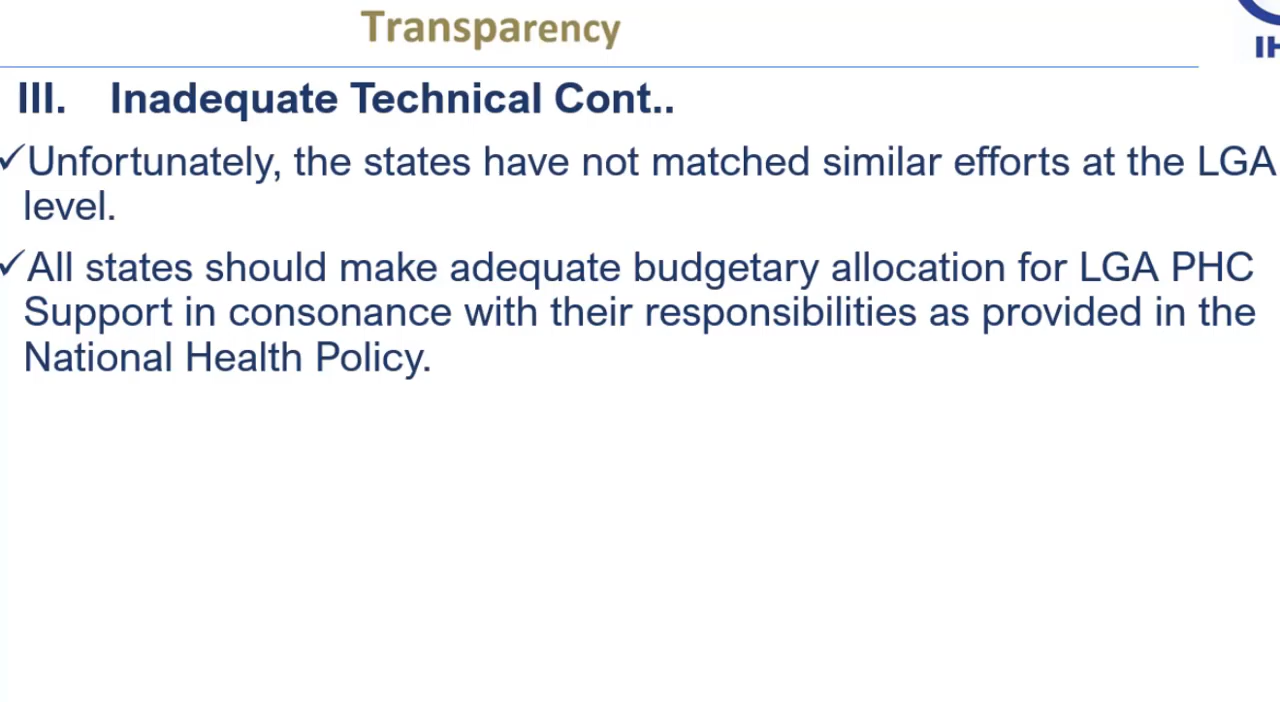 Transparency
IH
III. Inadequate Technical Cont..
✓Unfortunately, the states have not matched similar efforts at the LGA
level.
✓All states should make adequate budgetary allocation for LGA PHC
Support in consonance with their responsibilities as provided in the
National Health Policy.